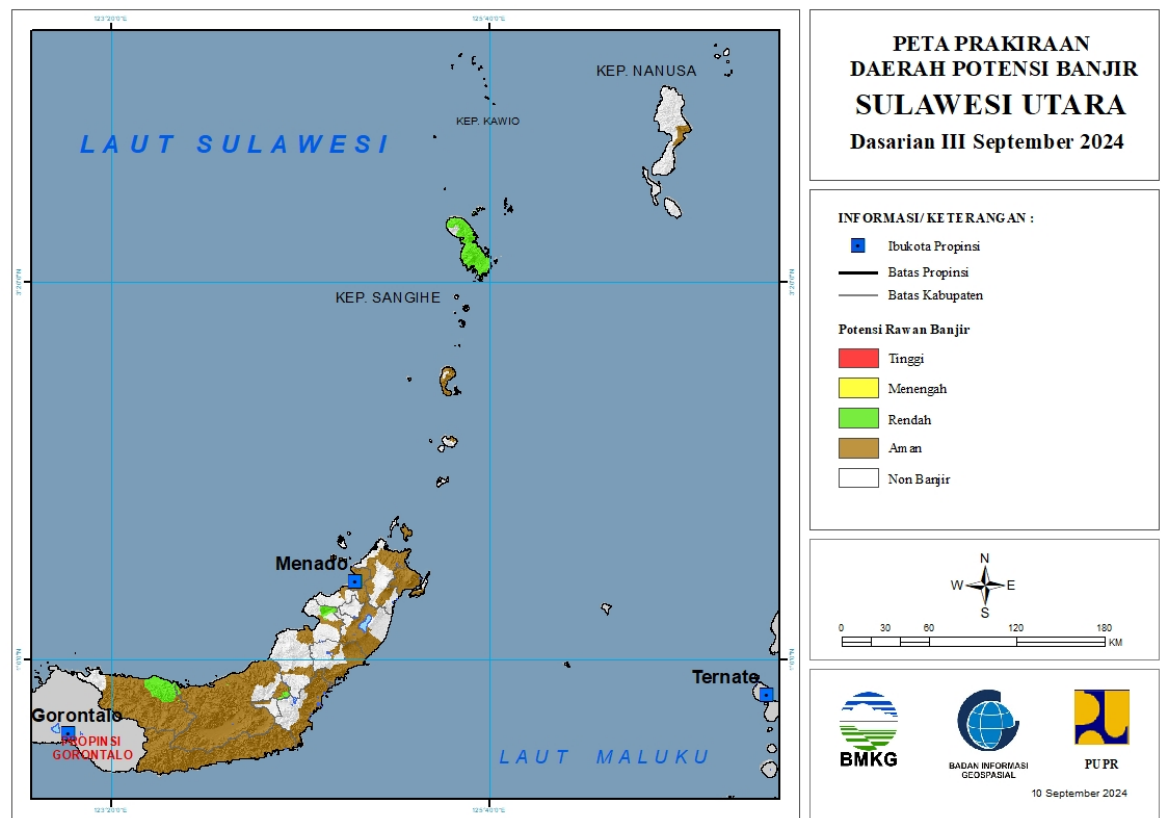 PETA PRAKIRAAN
DAERAH POTENSI BANJIR
SULAWESI UTARA
Dasarian III September 2024
INFORMASI/KETERANGAN :
Ibukota Propinsi
Batas Propinsi
Batas Kabupaten
Potensi Rawan Banjir
Tinggi
Menengah
Rendah
Aman
Non Banjir
N
W E
S
0 30 60 120 180
KM
BMKG
BADAN INFORMASI
GEOSPASIAL
PUPR
10 September 2024
KEP. NANUSA
KEP. KAWIO
LAUT SULAWESI
KEP. SANGIHE
Menado
Ternate
Gorontalo
PROPINSI
GORONTALO
LAUT MALUKU